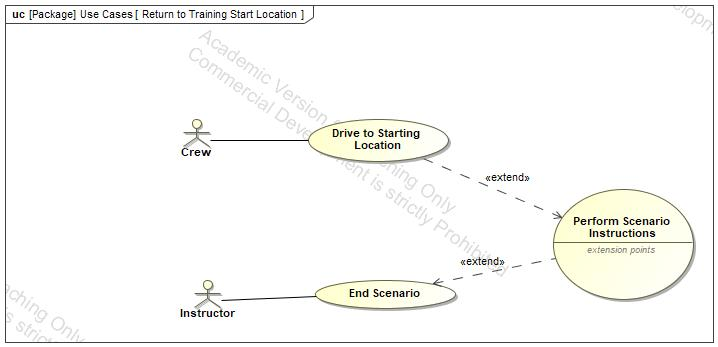 uc [Package] Use Cases [ Return to Training Start Location ]
Academic Version
Commercial Development is strictly Prohibited
Drive to Starting
Location
Crew
«extend»
Perform Scenario
Instructions
extension points
«extend»
End Scenario
Instructor